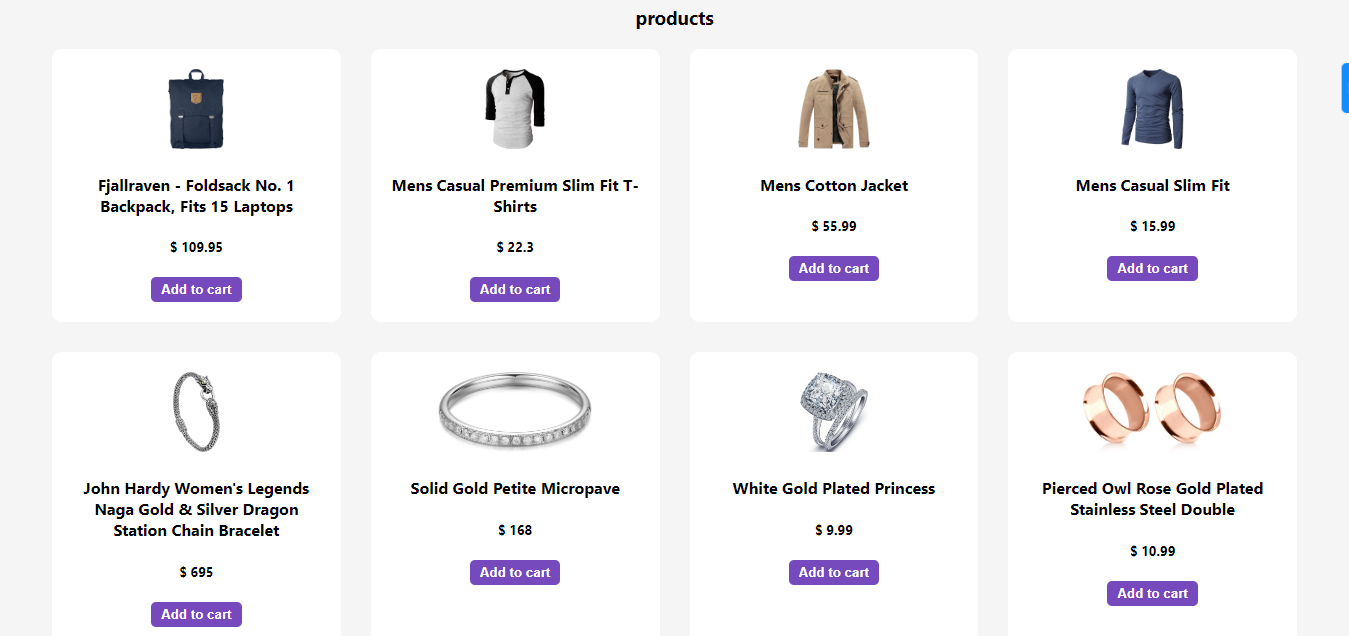 products
Fjallraven - Foldsack No. 1
Backpack, Fits 15 Laptops
$ 109.95
Add to cart
Mens Casual Premium Slim Fit T-
Shirts
$ 22.3
Add to cart
Mens Cotton Jacket
$ 55.99
Add to cart
Mens Casual Slim Fit
$ 15.99
Add to cart
John Hardy Women's Legends
Naga Gold & Silver Dragon
Station Chain Bracelet
$ 695
Add to cart
Solid Gold Petite Micropave
$ 168
Add to cart
White Gold Plated Princess
$ 9.99
Add to cart
Pierced Owl Rose Gold Plated
Stainless Steel Double
$ 10.99
Add to cart